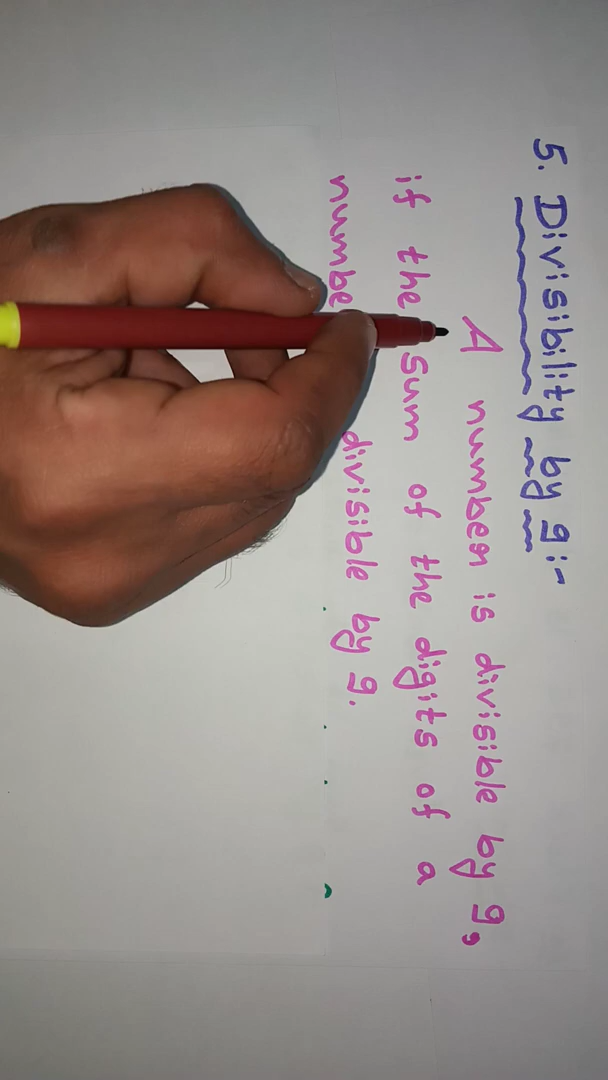 5. Divisibility by 9:-
A number is divisible by 9,
if the sum of the digits of a
numbe divisible by 9.